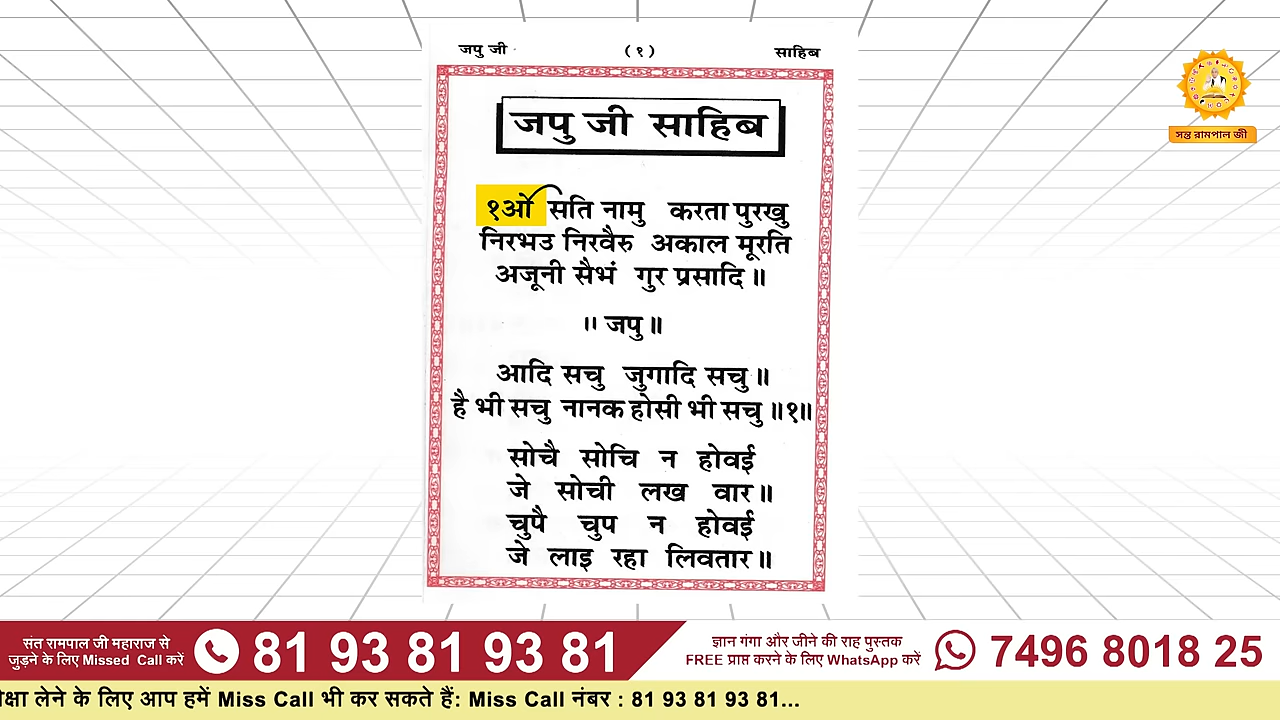 जपु जी
(१)
साहिब
जपु जी साहिब
१ओ सति नामु करता पुरखु
निरभउ निरवैरु अकाल मूरति
अजूनी सैभं गुर प्रसादि ॥
।। जपु ॥
आदि सचु जुगादि सचु ॥
है भी सचु नानक होसी भी सचु ॥१॥
सोचै सोचि न होवई
जे सोची लख वार ॥
चुपै चुप न होवई
जे लाइ रहा लिवतार ॥
सन्त रामपाल जी
संत रामपाल जी महाराज से
जुड़ने के लिए Missed Call करें
81 93 81 93 81
ज्ञान गंगा और जीने की राह पुस्तक
FREE प्राप्त करने के लिए WhatsApp करें
7496 8018 25
क्षा लेने के लिए आप हमें Miss Call भी कर सकते हैं: Miss Call नंबर : 81 93 81 93 81...